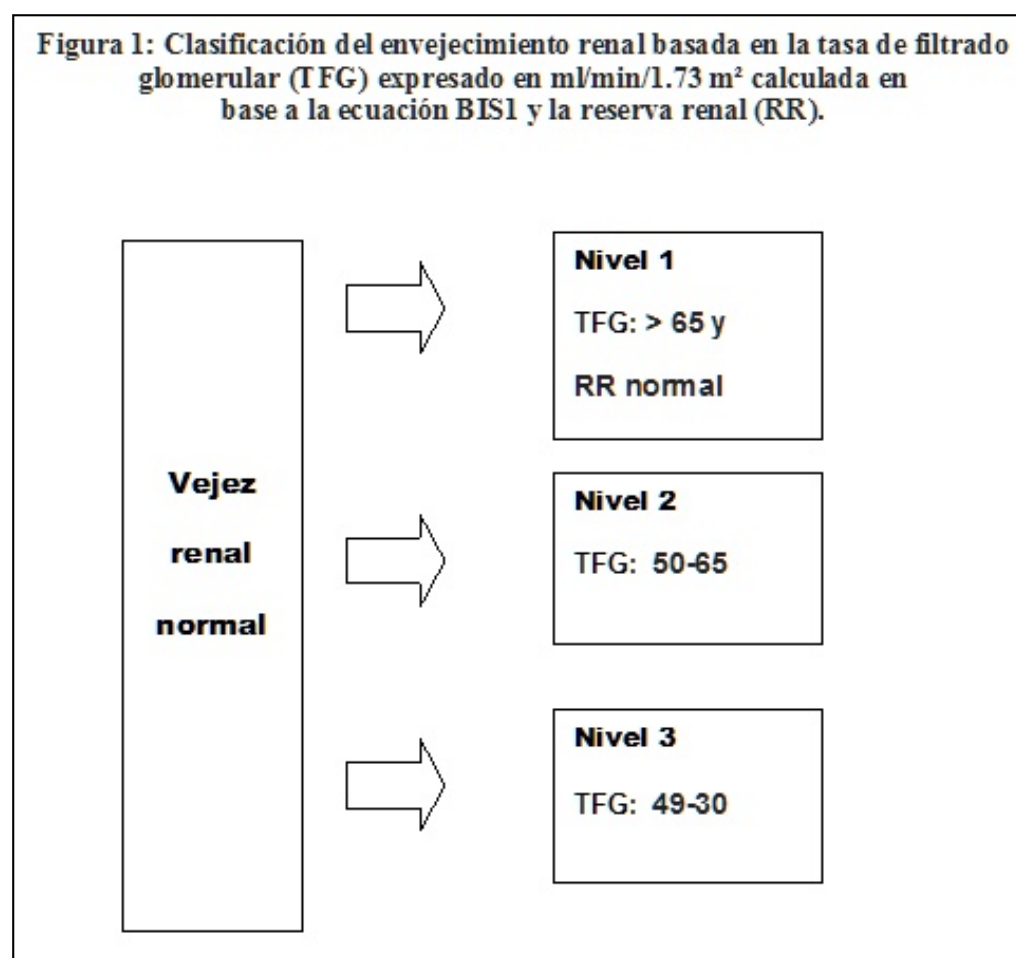 Figura 1: Clasificación del envejecimiento renal basada en la tasa de filtrado
glomerular (TFG) expresado en ml/min/1.73 m² calculada en
base a la ecuación BIS1 y la reserva renal (RR).
Vejez
renal
normal
Nivel 1
TFG: > 65 y
RR normal
Nivel 2
TFG: 50-65
Nivel 3
TFG: 49-30